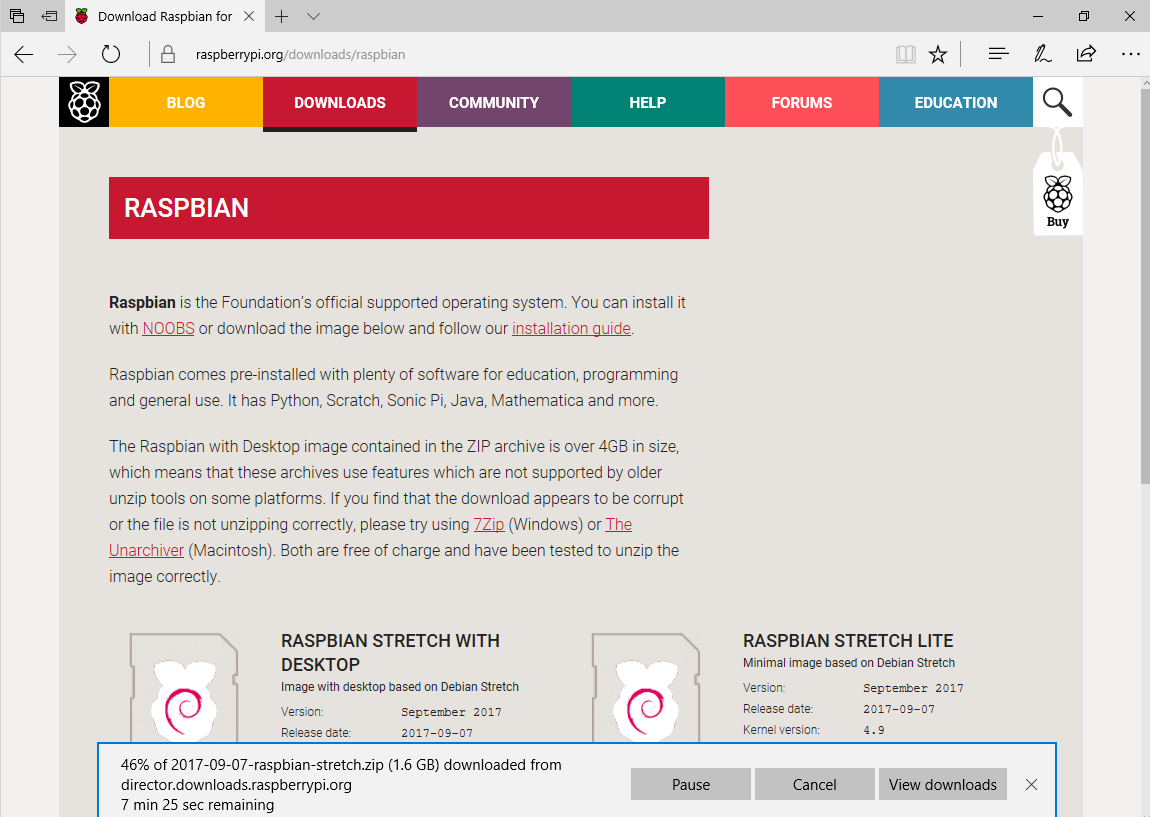 Download Raspbian for
raspberrypi.org/downloads/raspbian
BLOG
DOWNLOADS
COMMUNITY
HELP
FORUMS
EDUCATION
Buy
RASPBIAN
Raspbian is the Foundation's official supported operating system. You can install it
with NOOBS or download the image below and follow our installation guide.
Raspbian comes pre-installed with plenty of software for education, programming
and general use. It has Python, Scratch, Sonic Pi, Java, Mathematica and more.
The Raspbian with Desktop image contained in the ZIP archive is over 4GB in size,
which means that these archives use features which are not supported by older
unzip tools on some platforms. If you find that the download appears to be corrupt
or the file is not unzipping correctly, please try using 7Zip (Windows) or The
Unarchiver (Macintosh). Both are free of charge and have been tested to unzip the
image correctly.
RASPBIAN STRETCH WITH
DESKTOP
Image with desktop based on Debian Stretch
Version: September 2017
Release date: 2017-09-07
RASPBIAN STRETCH LITE
Minimal image based on Debian Stretch
Version: September 2017
Release date: 2017-09-07
Kernel version: 4.9
46% of 2017-09-07-raspbian-stretch.zip (1.6 GB) downloaded from
director.downloads.raspberrypi.org
7 min 25 sec remaining
Pause
Cancel
View downloads